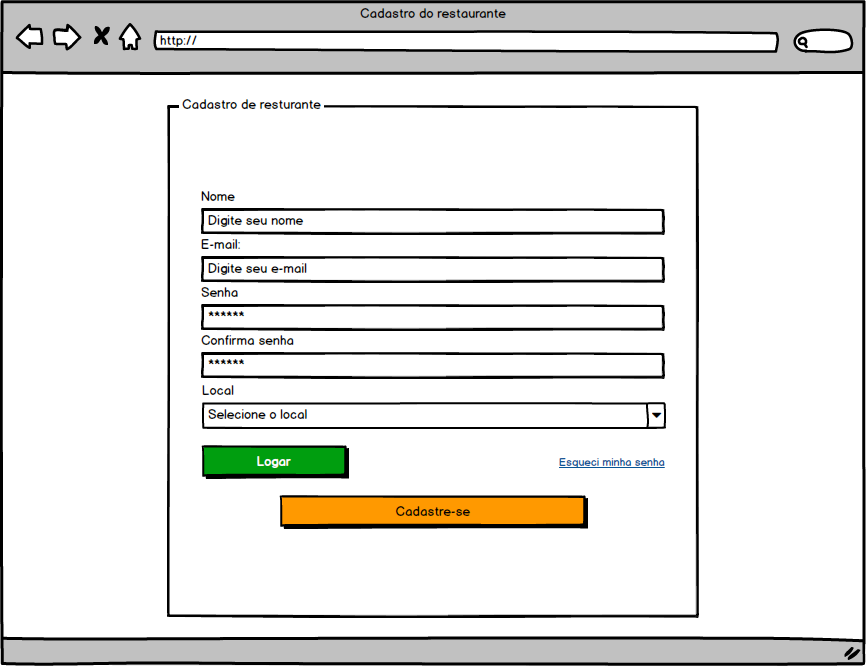 Cadastro do restaurante
http://
Cadastro de resturante
Nome
Digite seu nome
E-mail:
Digite seu e-mail
Senha
******
Confirma senha
******
Local
Selecione o local
Logar
Esqueci minha senha
Cadastre-se